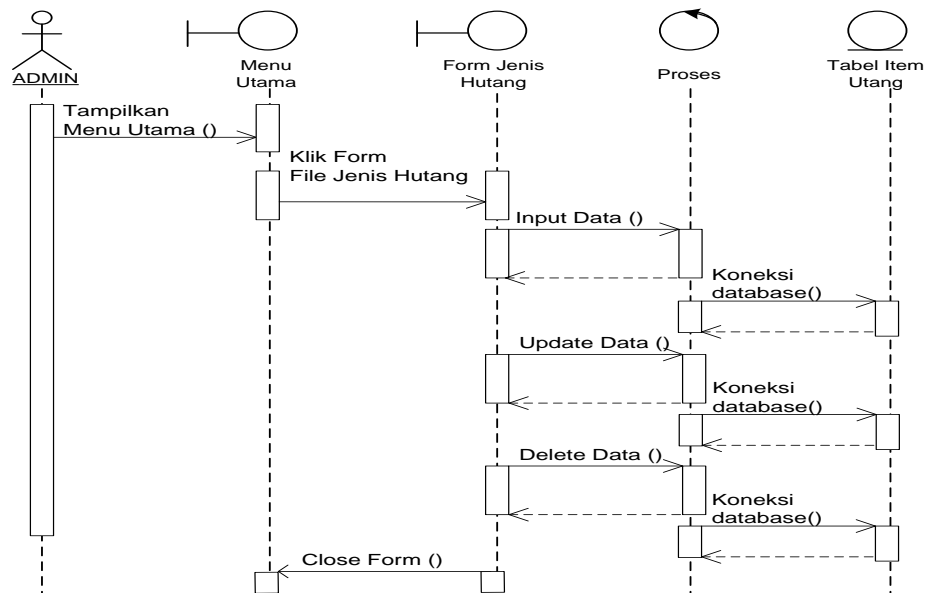 ADMIN
Menu
Utama
Form Jenis
Hutang
Proses
Tabel Item
Utang
Tampilkan
Menu Utama ()
Klik Form
File Jenis Hutang
Input Data ()
Koneksi
database()
Update Data ()
Koneksi
database()
Delete Data ()
Koneksi
database()
Close Form ()